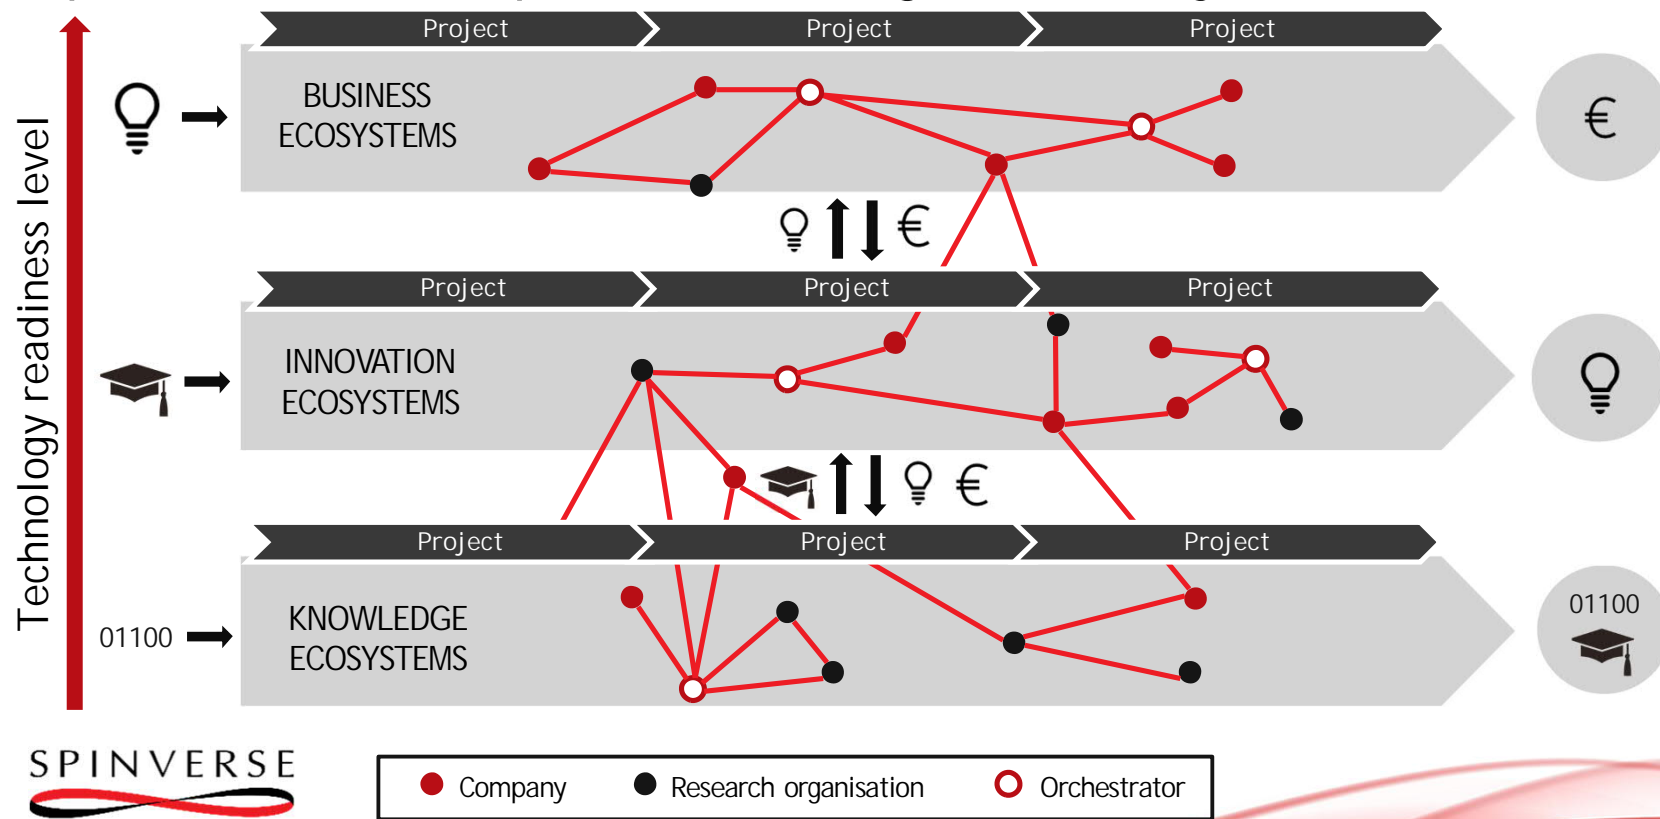 Project Project Project
BUSINESS
ECOSYSTEMS
€
€
Project Project Project
INNOVATION
ECOSYSTEMS
€
Project Project Project
01100
KNOWLEDGE
ECOSYSTEMS
01100
Technology readiness level
SPINVERSE
Company Research organisation Orchestrator